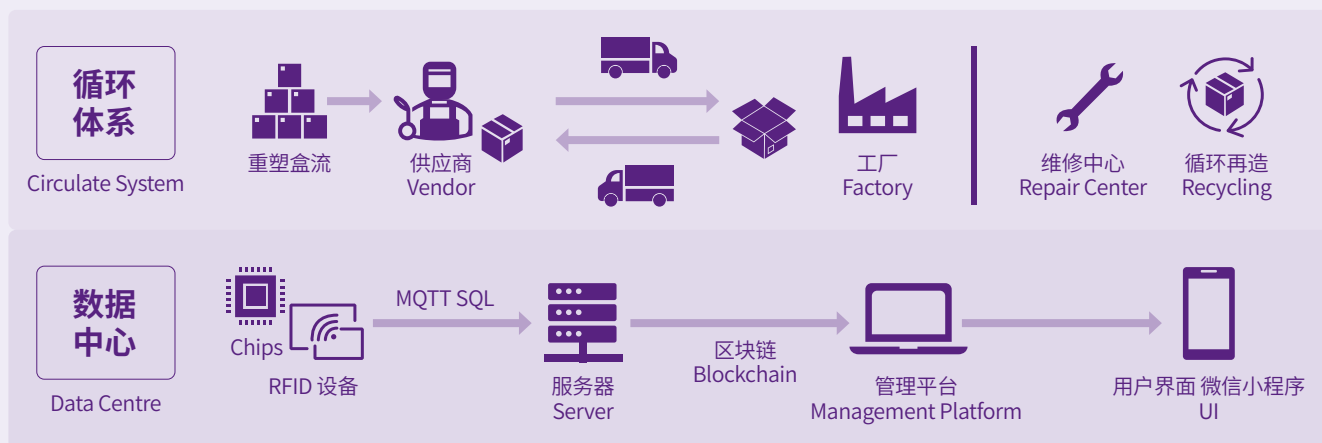 循环
体系
Circulate System
重塑盒流
供应商
Vendor
工厂
Factory
维修中心
Repair Center
循环再造
Recycling
数据
中心
Data Centre
Chips
RFID 设备
MQTT SQL
服务器
Server
区块链
Blockchain
管理平台
Management Platform
用户界面 微信小程序
UI